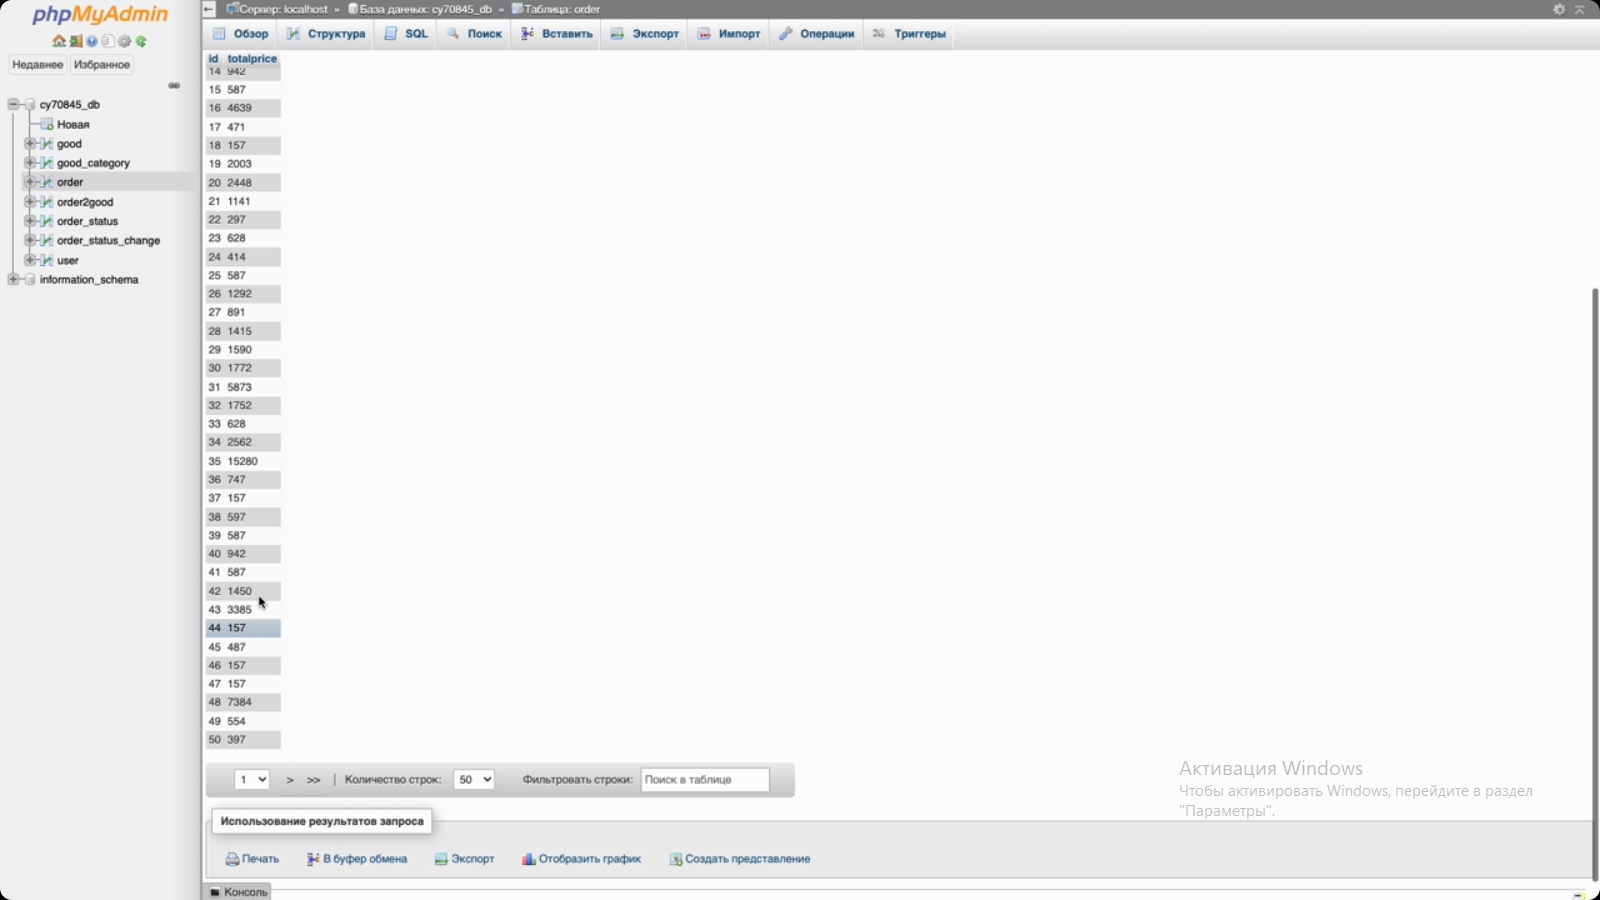 phpMyAdmin
Недавнее Избранное
cy70845_db
Новая
good
good_category
order
order2good
order_status
order_status_change
user
information_schema
Сервер: localhost » База данных: cy70845_db » Таблица: order
Обзор Структура SQL Поиск Вставить Экспорт Импорт Операции Триггеры
id totalprice
14 942
15 587
16 4639
17 471
18 157
19 2003
20 2448
21 1141
22 297
23 628
24 414
25 587
26 1292
27 891
28 1415
29 1590
30 1772
31 5873
32 1752
33 628
34 2562
35 15280
36 747
37 157
38 597
39 587
40 942
41 587
42 1450
43 3385
44 157
45 487
46 157
47 157
48 7384
49 554
50 397
1 > >> | Количество строк: 50 Фильтровать строки: Поиск в таблице
Использование результатов запроса
Печать В буфер обмена Экспорт Отобразить график Создать представление
Консоль
Активация Windows
Чтобы активировать Windows, перейдите в раздел
"Параметры".